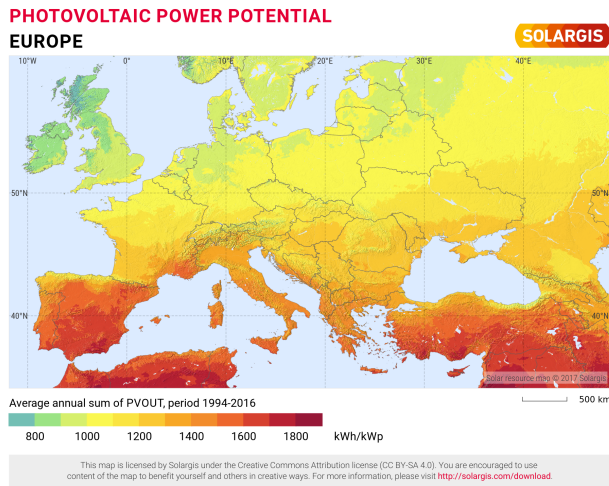 PHOTOVOLTAIC POWER POTENTIAL
EUROPE
SOLARGIS
10°W 0° 10°E 20°E 30°E 40°E
50°N 50°N
40°N 40°N
Solar resource map © 2017 Solargis
500 km
Average annual sum of PVOUT, period 1994-2016
800 1000 1200 1400 1600 1800 kWh/kWp
This map is licensed by Solargis under the Creative Commons Attribution license (CC BY-SA 4.0). You are encouraged to use
content of the map to benefit yourself and others in creative ways. For more information, please visit http://solargis.com/download.